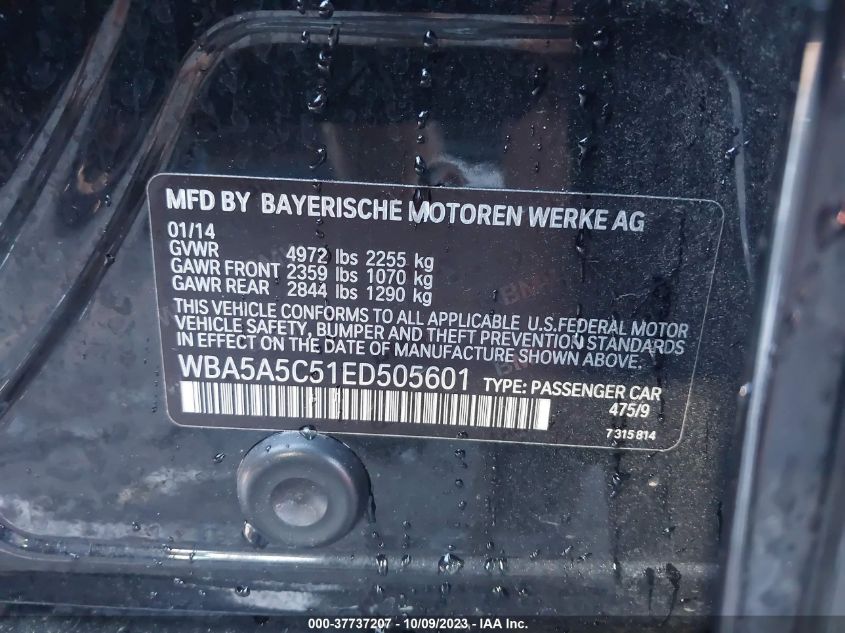 MFD BY BAYERISCHE MOTOREN WERKE AG
01/14
GVWR 4972 lbs 2255 kg
GAWR FRONT 2359 lbs 1070 kg
GAWR REAR 2844 lbs 1290 kg
THIS VEHICLE CONFORMS TO ALL APPLICABLE U.S.FEDERAL MOTOR
VEHICLE SAFETY, BUMPER AND THEFT PREVENTION STANDARDS
IN EFFECT ON THE DATE OF MANUFACTURE SHOWN ABOVE.
WBA5A5C51ED505601 TYPE: PASSENGER CAR
475/9
7 315 814
000-37737207 - 10/09/2023 - IAA Inc.